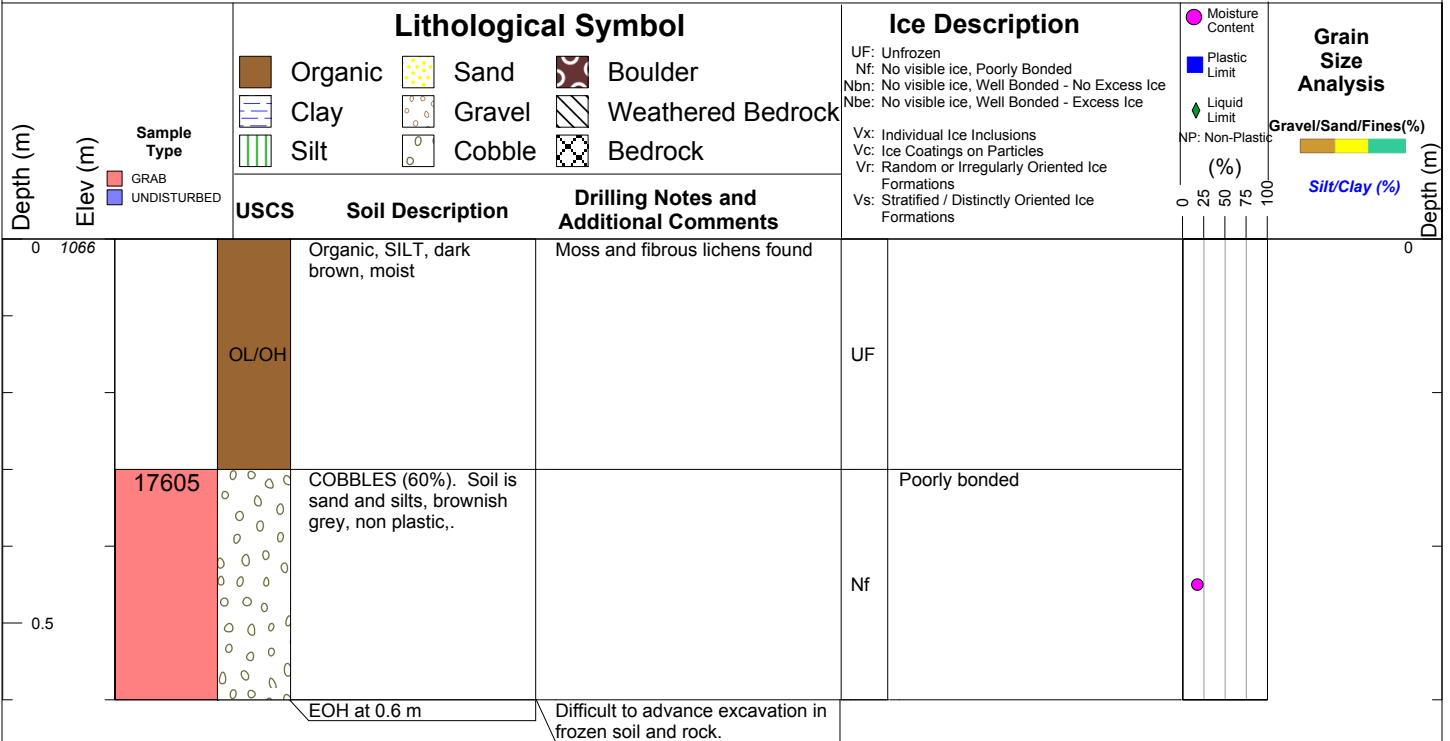 Lithological Symbol
Organic
Sand
Boulder
Clay
Gravel
Weathered Bedrock
Silt
Cobble
Bedrock
Ice Description
UF: Unfrozen
Nf: No visible ice, Poorly Bonded
Nbn: No visible ice, Well Bonded - No Excess Ice
Nbe: No visible ice, Well Bonded - Excess Ice
Vx: Individual Ice Inclusions
Vc: Ice Coatings on Particles
Vr: Random or Irregularly Oriented Ice
Formations
Vs: Stratified / Distinctly Oriented Ice
Formations
Moisture
Content
Plastic
Limit
Liquid
Limit
NP: Non-Plastic
(%)
0 25 50 75 100
Grain
Size
Analysis
Gravel/Sand/Fines(%)
Silt/Clay (%)
Depth (m)
Depth (m)
Elev (m)
Sample
Type
GRAB
UNDISTURBED
USCS
Soil Description
Drilling Notes and
Additional Comments
0 1066
Organic, SILT, dark
brown, moist
Moss and fibrous lichens found
0
OL/OH
UF
17605
COBBLES (60%). Soil is
sand and silts, brownish
grey, non plastic,.
Poorly bonded
Nf
0.5
EOH at 0.6 m
Difficult to advance excavation in
frozen soil and rock.